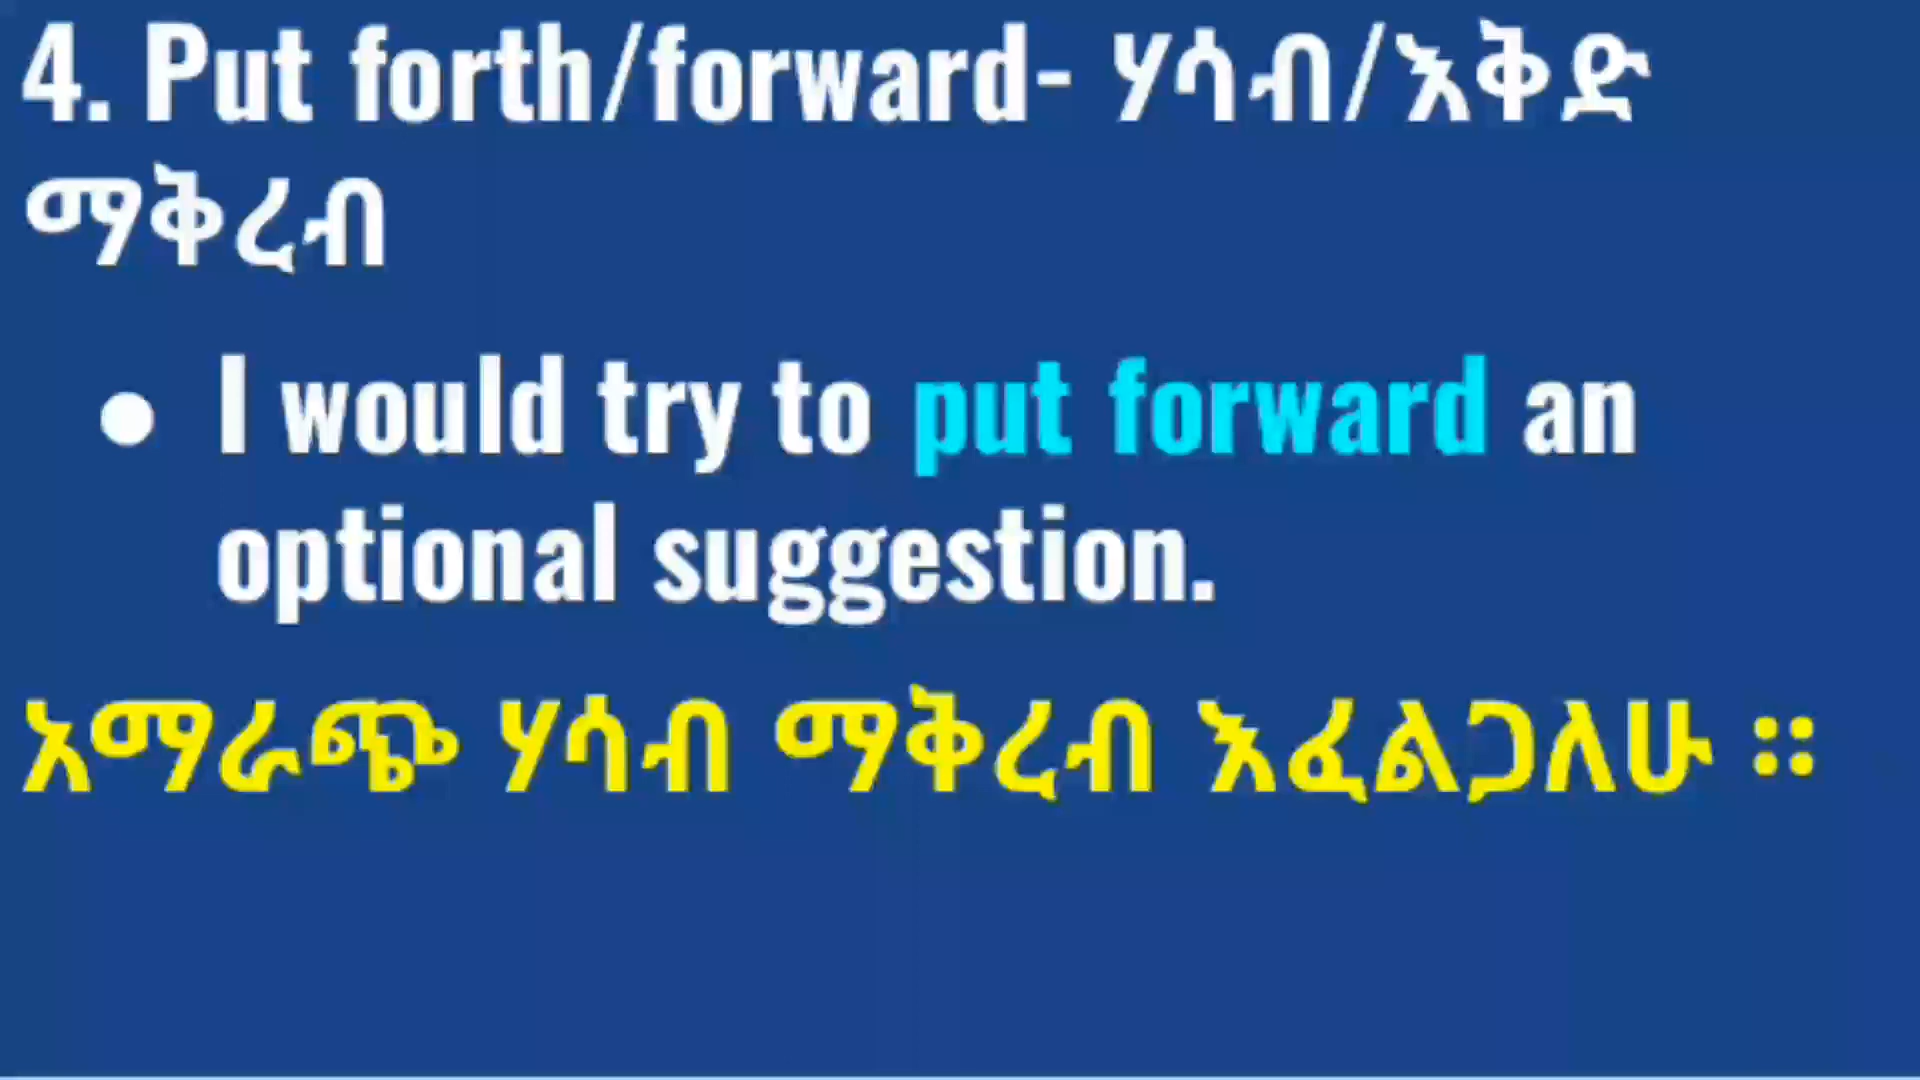 4. Put forth/forward- ሃሳብ/እቅድ
ማቅረብ
● I would try to put forward an
optional suggestion.
አማራጭ ሃሳብ ማቅረብ እፈልጋለሁ ፡፡